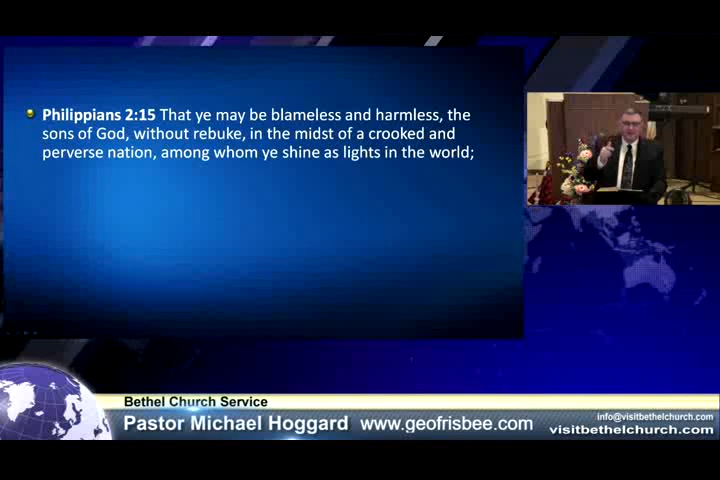 Philippians 2:15 That ye may be blameless and harmless, the
sons of God, without rebuke, in the midst of a crooked and
perverse nation, among whom ye shine as lights in the world;
Bethel Church Service
Pastor Michael Hoggard www.geofrisbee.com
info@visitbethelchurch.com
visitbethelchurch.com